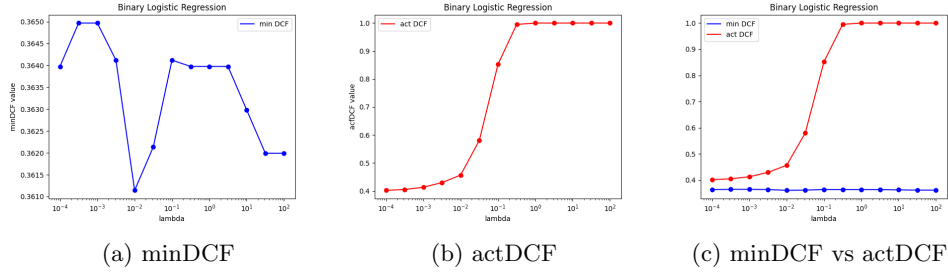 Binary Logistic Regression
min DCF
0.3650
0.3645
0.3640
0.3635
0.3630
0.3625
0.3620
0.3615
0.3610
minDCF value
10⁻⁴ 10⁻³ 10⁻² 10⁻¹ 10⁰ 10¹ 10²
lambda
(a) minDCF
Binary Logistic Regression
act DCF
1.0
0.9
0.8
0.7
0.6
0.5
0.4
actDCF value
10⁻⁴ 10⁻³ 10⁻² 10⁻¹ 10⁰ 10¹ 10²
lambda
(b) actDCF
Binary Logistic Regression
min DCF
act DCF
1.0
0.8
0.6
0.4
0.2
10⁻⁴ 10⁻³ 10⁻² 10⁻¹ 10⁰ 10¹ 10²
lambda
(c) minDCF vs actDCF